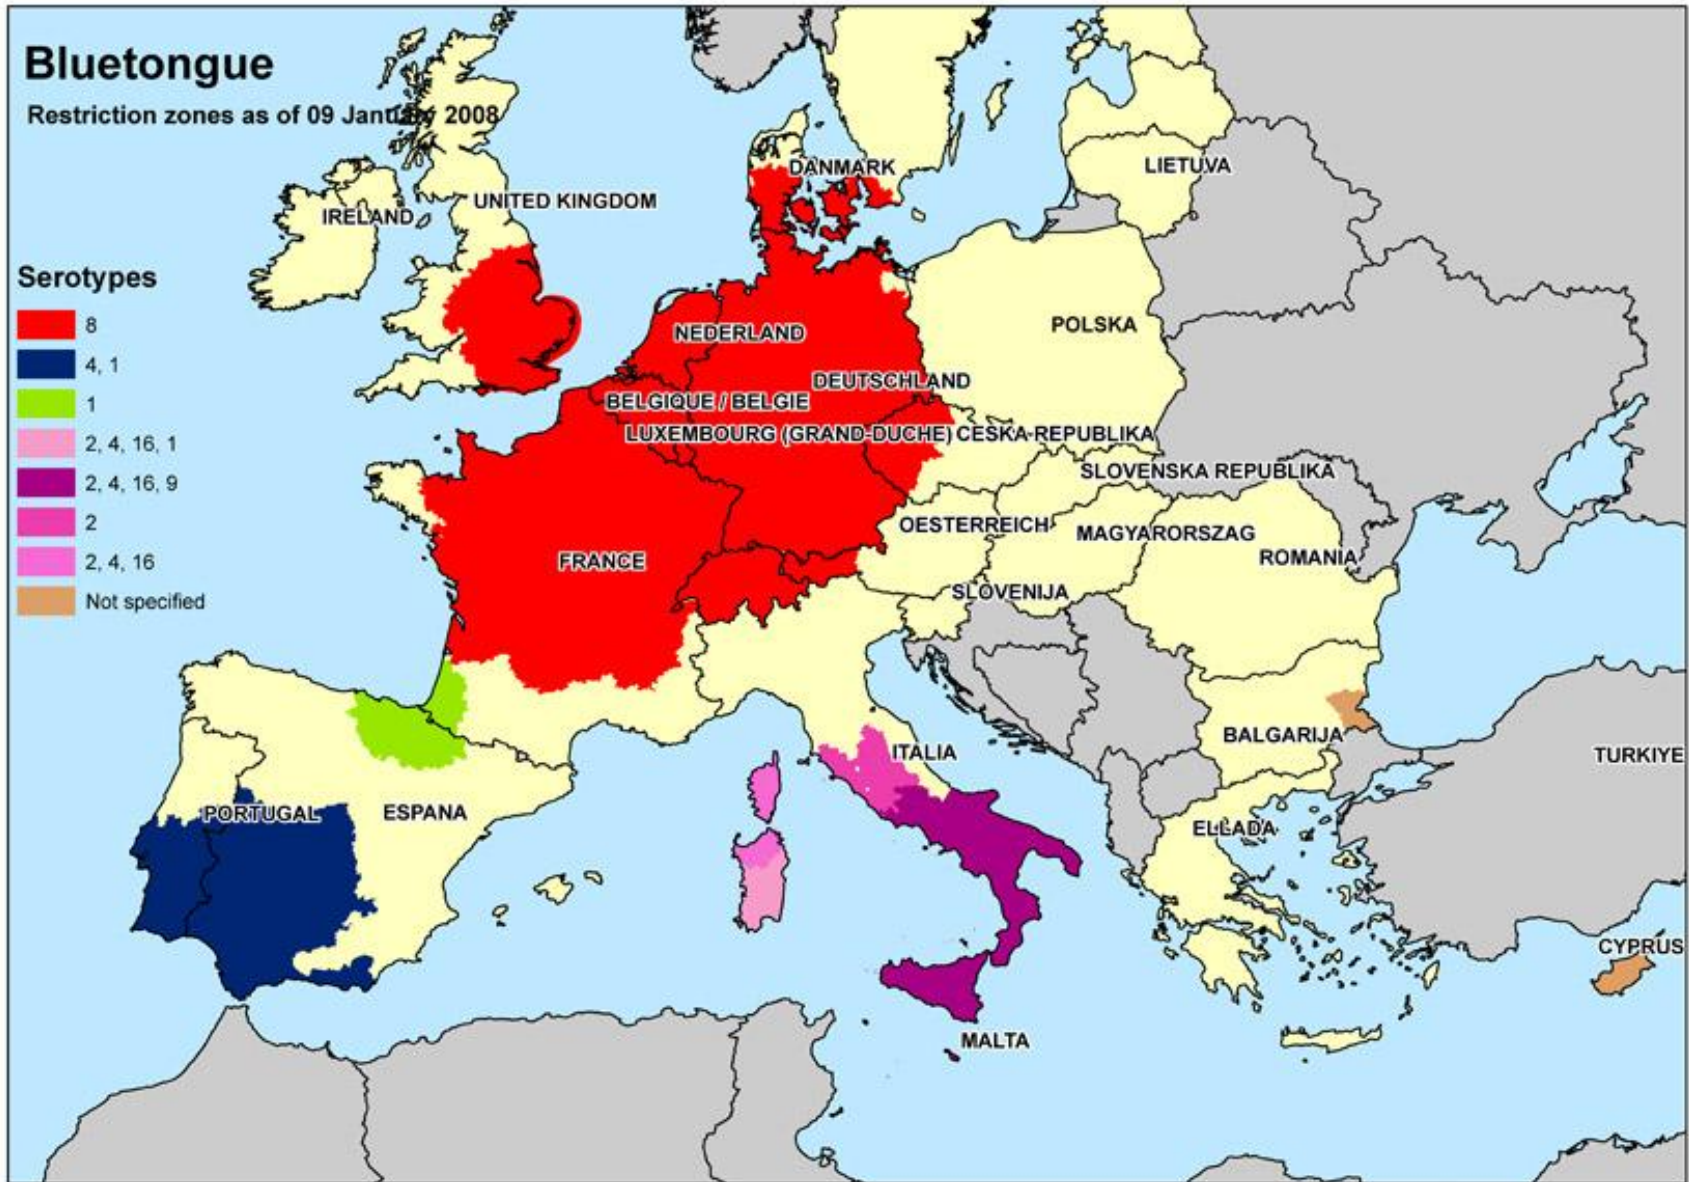 Bluetongue
Restriction zones as of 09 January 2008
DANMARK
LIETUVA
UNITED KINGDOM
IRELAND
Serotypes
8
4, 1
1
2, 4, 16, 1
2, 4, 16, 9
2
2, 4, 16
Not specified
NEDERLAND
POLSKA
DEUTSCHLAND
BELGIQUE / BELGIE
LUXEMBOURG (GRAND-DUCHE)
CESKA REPUBLIKA
SLOVENSKA REPUBLIKA
OESTERREICH
MAGYARORSZAG
ROMANIA
FRANCE
SLOVENIJA
BALGARIJA
ITALIA
TURKIYE
PORTUGAL
ESPANA
ELLADA
CYPRUS
MALTA